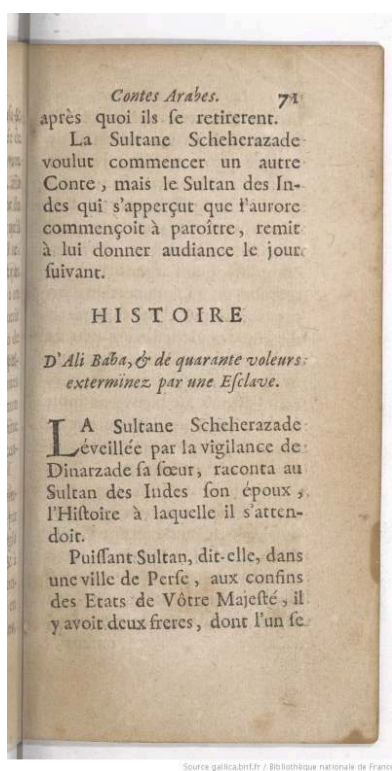 Contes Arabes. 71
après quoi ils ſe retirerent.
La Sultane Scheherazade
voulut commencer un autre
Conte, mais le Sultan des In-
des qui s'apperçut que l'aurore
commençoit à paroître, remit
à lui donner audiance le jour
ſuivant.
HISTOIRE
D'Ali Baba, & de quarante voleurs
exterminez par une Eſclave.
LA Sultane Scheherazade
éveillée par la vigilance de
Dinarzade ſa ſœur, raconta au
Sultan des Indes ſon époux,
l'Hiſtoire à laquelle il s'atten-
doit.
Puiſſant Sultan, dit-elle, dans
une ville de Perſe, aux confins
des Etats de Vôtre Majeſté, il
y avoit deux freres, dont l'un ſe
Source gallica.bnf.fr / Bibliothèque nationale de France